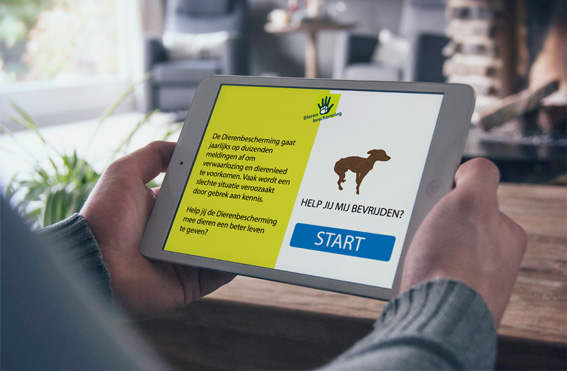 De Dierenbescherming gaat
jaarlijks op duizenden
meldingen af om
verwaarlozing en dierenleed
te voorkomen. Vaak wordt een
slechte situatie veroozaakt
door gebrek aan kennis.
Help jij de Dierenbescherming
mee dieren een beter leven
te geven?
Dieren
bescherming
HELP JIJ MIJ BEVRIJDEN?
START